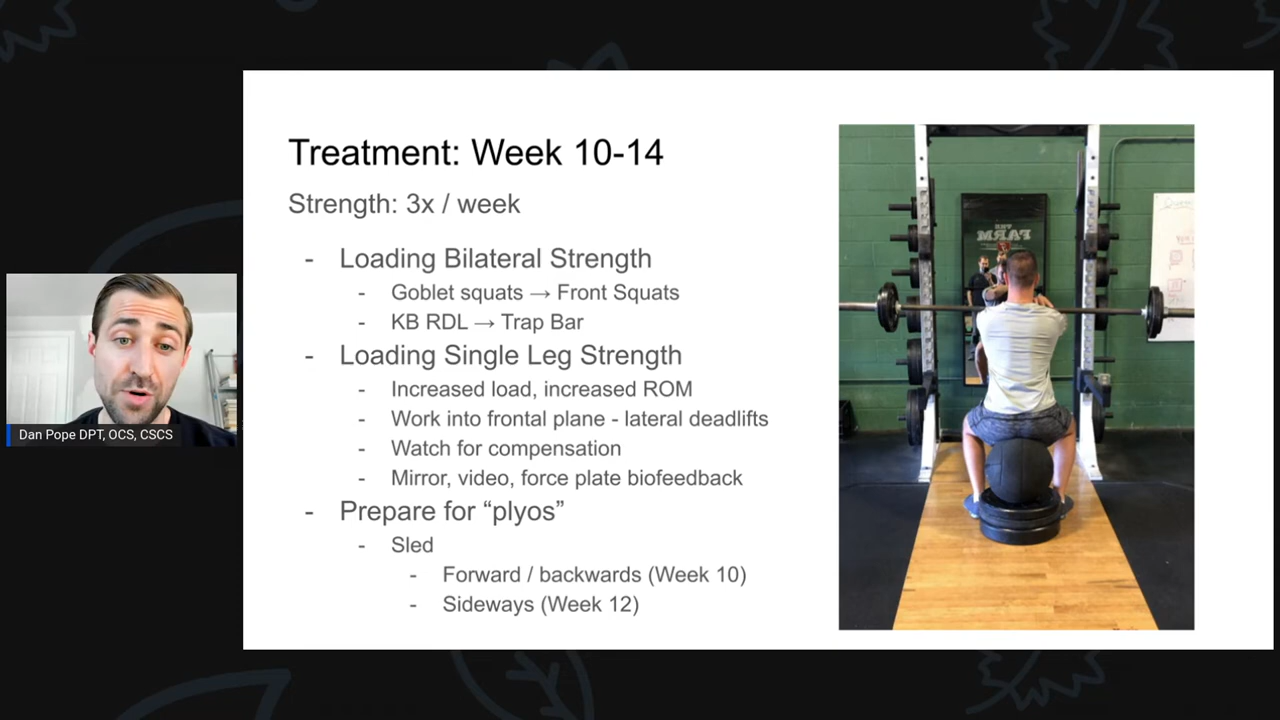 Treatment: Week 10-14
Strength: 3x / week
- Loading Bilateral Strength
- Goblet squats → Front Squats
- KB RDL → Trap Bar
- Loading Single Leg Strength
- Increased load, increased ROM
- Work into frontal plane - lateral deadlifts
- Watch for compensation
- Mirror, video, force plate biofeedback
- Prepare for “plyos”
- Sled
- Forward / backwards (Week 10)
- Sideways (Week 12)
Dan Pope DPT, OCS, CSCS
FARM